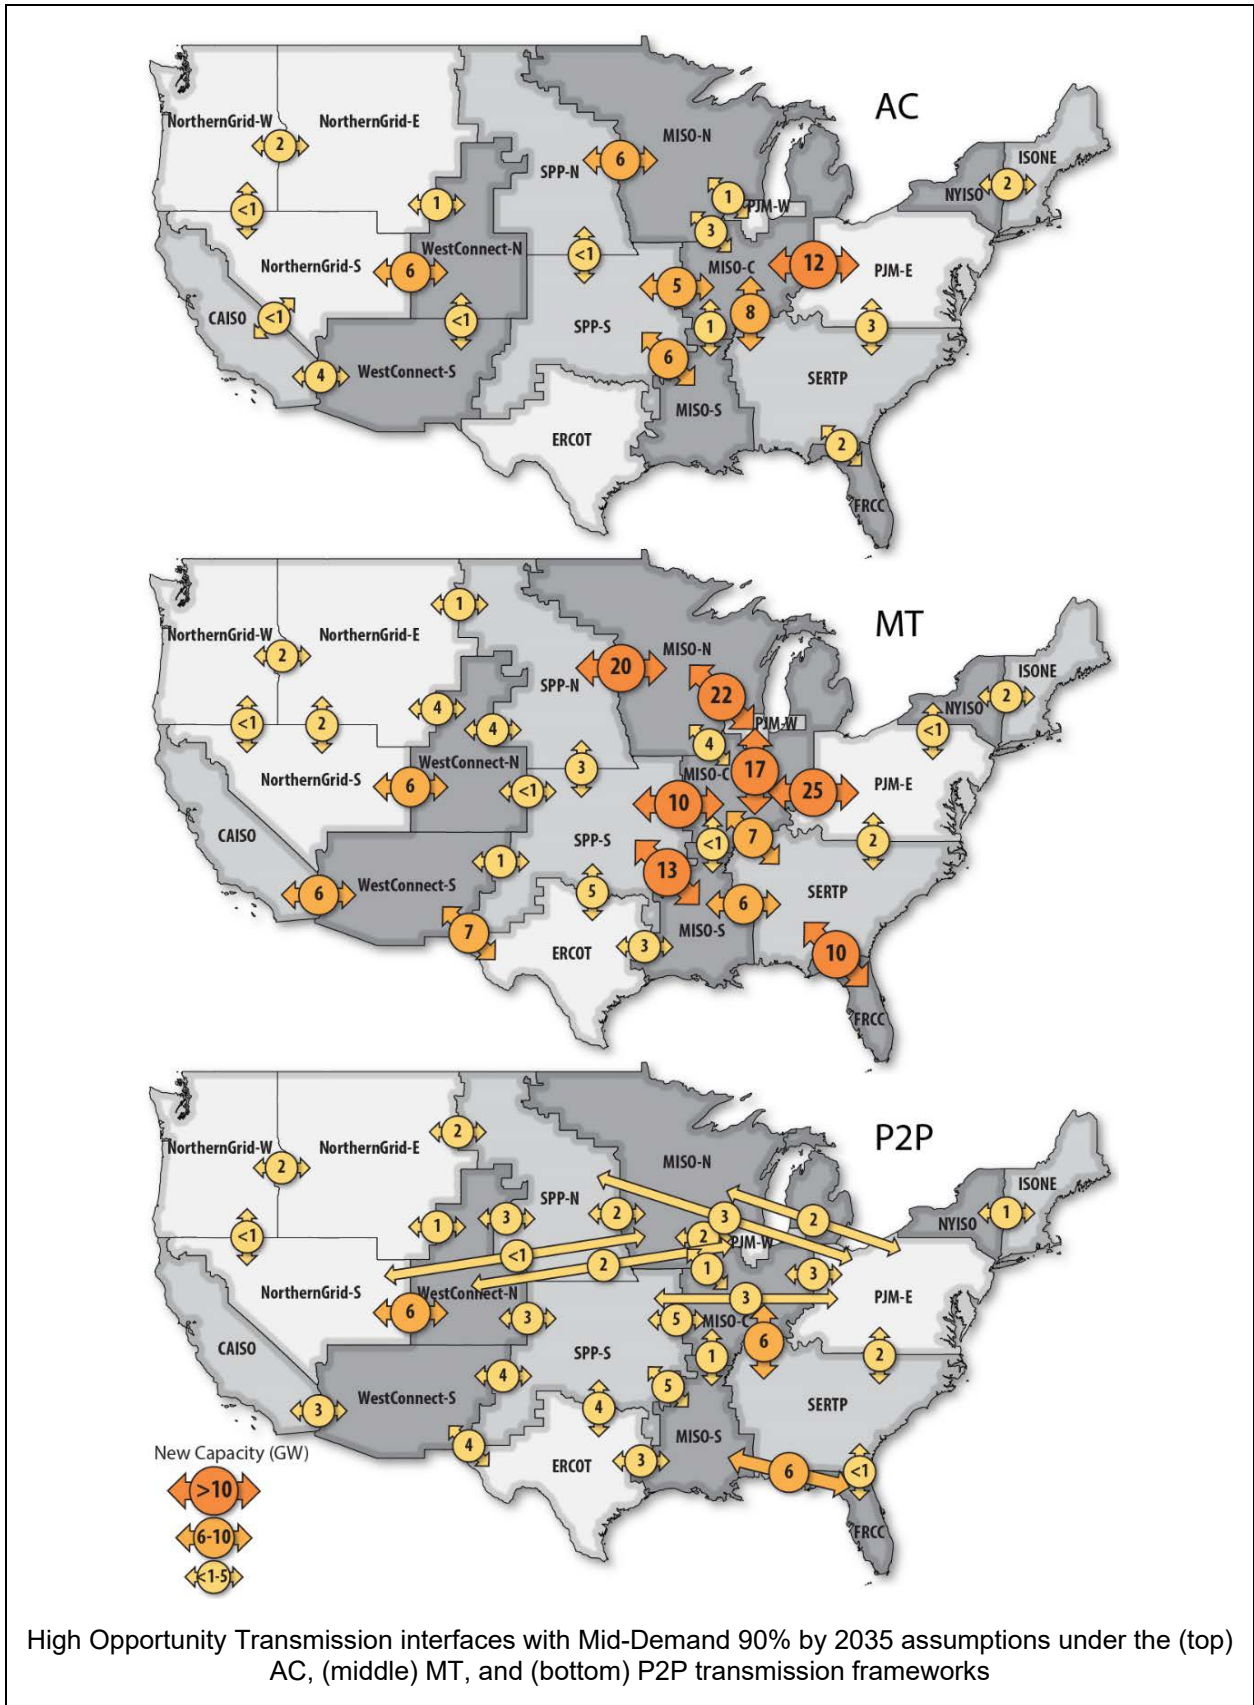 AC
NorthernGrid-W
NorthernGrid-E
MISO-N
ISONE
2
6
SPP-N
2
NYISO
1
PJM-W
<1
1
3
WestConnect-N
<1
NorthernGrid-S
6
MISO-C
12
PJM-E
5
CAISO
<1
<1
SPP-S
1
8
3
WestConnect-S
4
6
SERTP
MISO-S
ERCOT
2
FRCC
MT
1
NorthernGrid-W
NorthernGrid-E
MISO-N
2
20
ISONE
SPP-N
22
2
NYISO
4
PJM-W
<1
2
4
<1
4
WestConnect-N
3
MISO-C
17
NorthernGrid-S
6
<1
10
25
PJM-E
CAISO
SPP-S
<1
7
2
1
WestConnect-S
13
6
5
SERTP
6
7
MISO-S
ERCOT
3
10
FRCC
P2P
2
NorthernGrid-W
NorthernGrid-E
MISO-N
2
ISONE
SPP-N
1
3
2
3
2
NYISO
1
<1
2
PJM-W
<1
2
1
3
NorthernGrid-S
WestConnect-N
3
PJM-E
6
3
5
MISO-C
6
CAISO
SPP-S
1
2
4
5
WestConnect-S
3
4
SERTP
4
MISO-S
ERCOT
3
6
<1
FRCC
New Capacity (GW)
>10
6-10
<1-5
High Opportunity Transmission interfaces with Mid-Demand 90% by 2035 assumptions under the (top)
AC, (middle) MT, and (bottom) P2P transmission frameworks